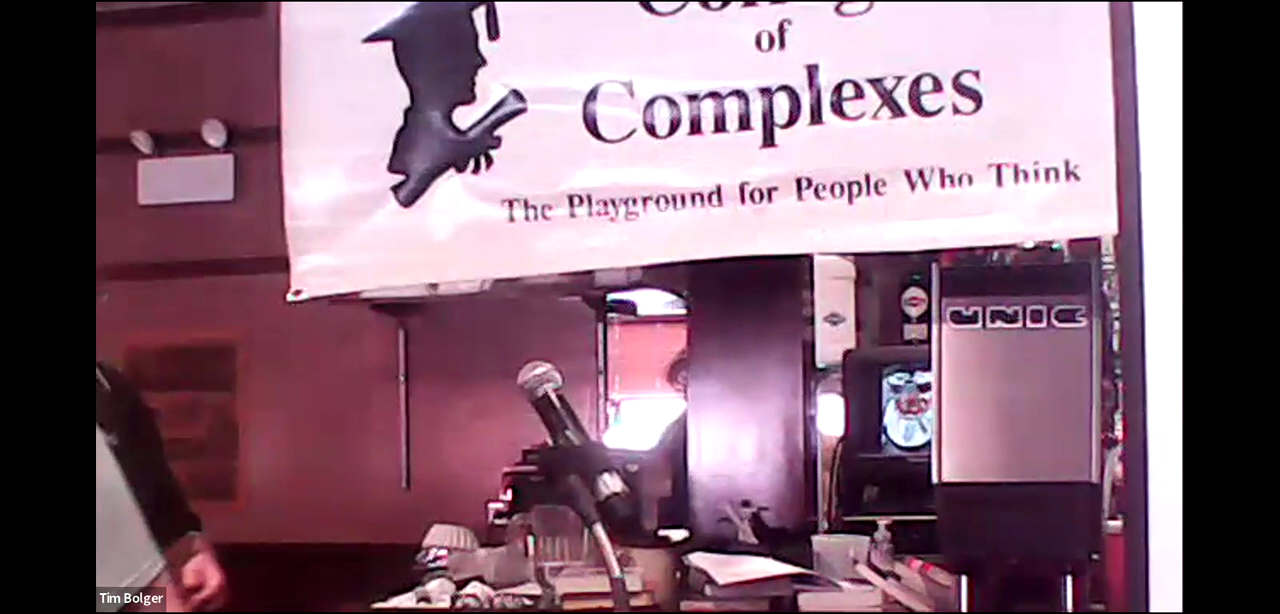 of
Complexes
The Playground for People Who Think
UNIC
Tim Bolger